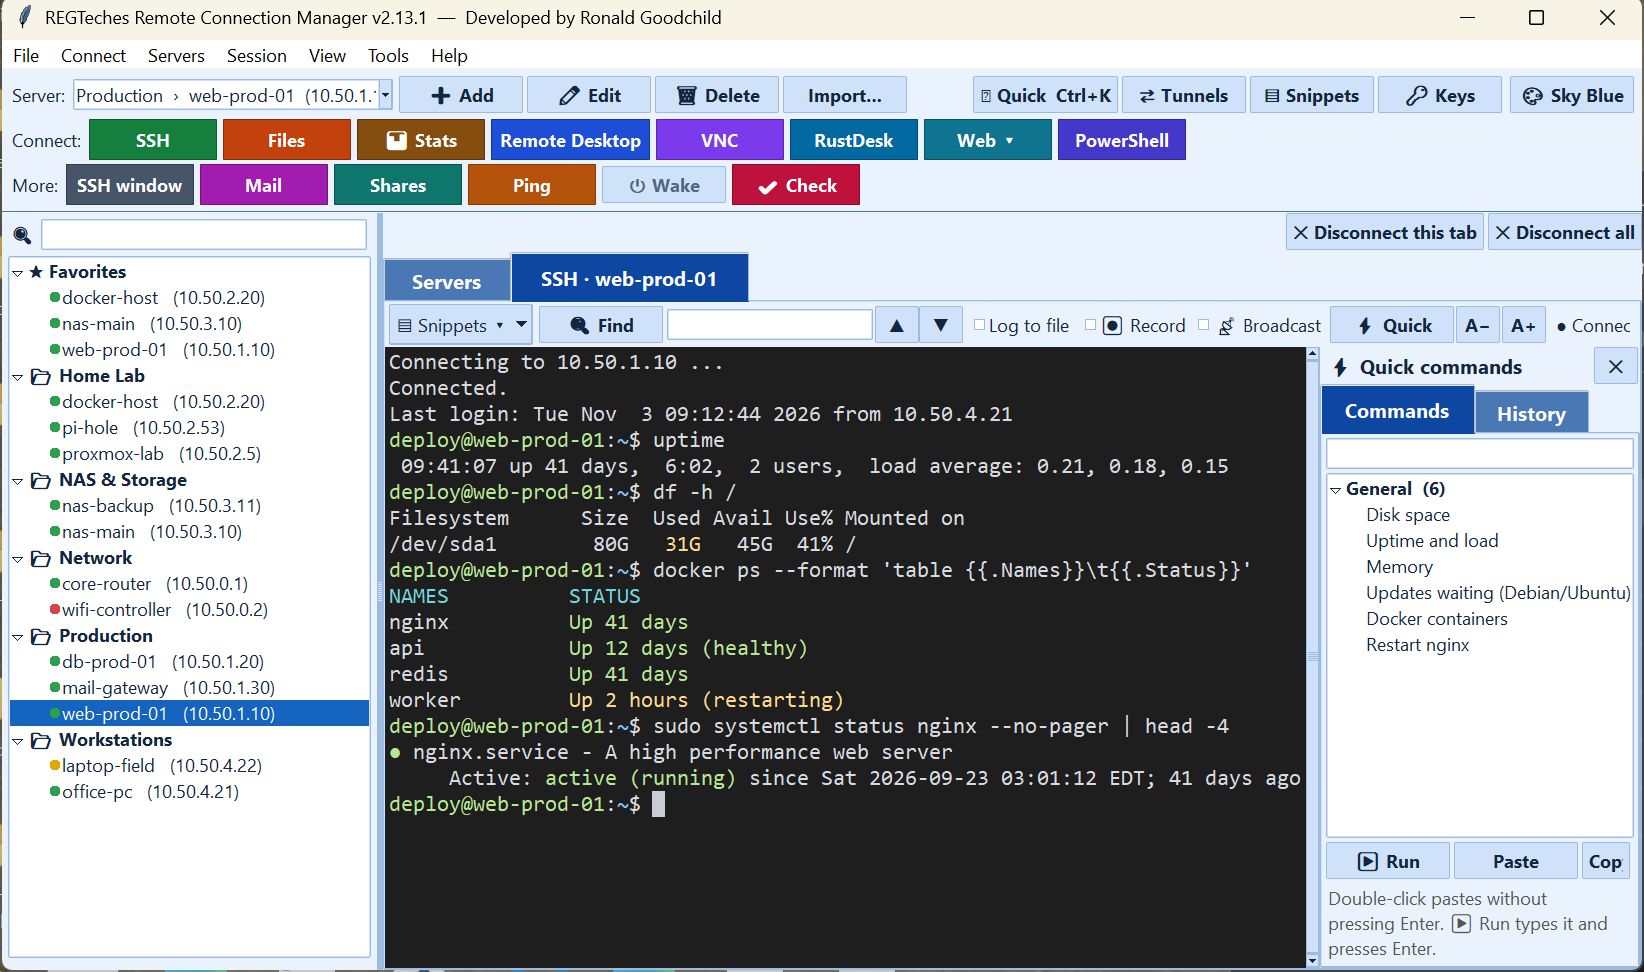 REGTeches Remote Connection Manager v2.13.1 — Developed by Ronald Goodchild
File Connect Servers Session View Tools Help
Server: Production › web-prod-01 (10.50.1. Add Edit Delete Import... Quick Ctrl+K Tunnels Snippets Keys Sky Blue
Connect: SSH Files Stats Remote Desktop VNC RustDesk Web PowerShell
More: SSH window Mail Shares Ping Wake Check
Disconnect this tab Disconnect all
Servers SSH · web-prod-01
Snippets Find Log to file Record Broadcast Quick A− A+ ● Connec
★ Favorites
docker-host (10.50.2.20)
nas-main (10.50.3.10)
web-prod-01 (10.50.1.10)
Home Lab
docker-host (10.50.2.20)
pi-hole (10.50.2.53)
proxmox-lab (10.50.2.5)
NAS & Storage
nas-backup (10.50.3.11)
nas-main (10.50.3.10)
Network
core-router (10.50.0.1)
wifi-controller (10.50.0.2)
Production
db-prod-01 (10.50.1.20)
mail-gateway (10.50.1.30)
web-prod-01 (10.50.1.10)
Workstations
laptop-field (10.50.4.22)
office-pc (10.50.4.21)
Connecting to 10.50.1.10 ...
Connected.
Last login: Tue Nov  3 09:12:44 2026 from 10.50.4.21
deploy@web-prod-01:~$ uptime
 09:41:07 up 41 days,  6:02,  2 users,  load average: 0.21, 0.18, 0.15
deploy@web-prod-01:~$ df -h /
Filesystem      Size  Used Avail Use% Mounted on
/dev/sda1        80G   31G   45G  41% /
deploy@web-prod-01:~$ docker ps --format 'table {{.Names}}\t{{.Status}}'
NAMES          STATUS
nginx          Up 41 days
api            Up 12 days (healthy)
redis          Up 41 days
worker         Up 2 hours (restarting)
deploy@web-prod-01:~$ sudo systemctl status nginx --no-pager | head -4
● nginx.service - A high performance web server
     Active: active (running) since Sat 2026-09-23 03:01:12 EDT; 41 days ago
deploy@web-prod-01:~$
Quick commands
Commands History
General (6)
Disk space
Uptime and load
Memory
Updates waiting (Debian/Ubuntu)
Docker containers
Restart nginx
Run Paste Cop
Double-click pastes without
pressing Enter. Run types it and
presses Enter.